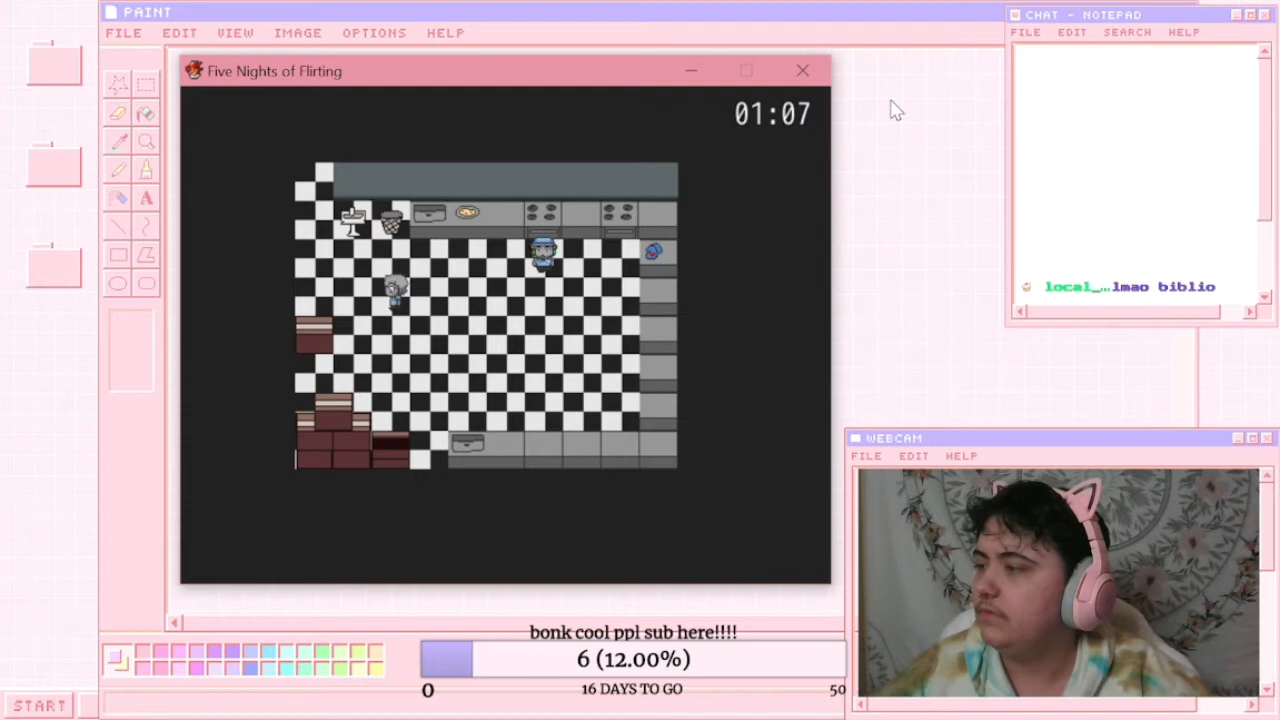 PAINT
FILE EDIT VIEW IMAGE OPTIONS HELP
Five Nights of Flirting
01:07
CHAT - NOTEPAD
FILE EDIT SEARCH HELP
local_...lmao biblio
WEBCAM
FILE EDIT HELP
bonk cool ppl sub here!!!!
6 (12.00%)
0 16 DAYS TO GO 50
START